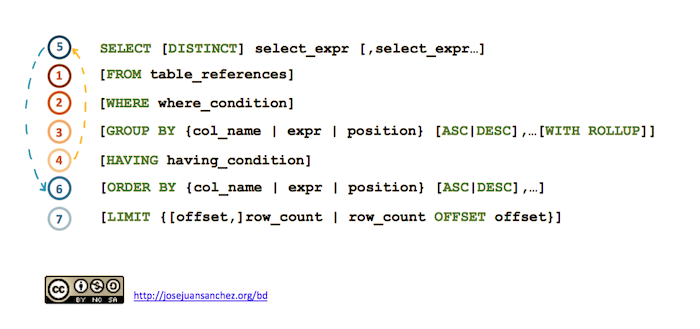 5 SELECT [DISTINCT] select_expr [,select_expr…]
1 [FROM table_references]
2 [WHERE where_condition]
3 [GROUP BY {col_name | expr | position} [ASC|DESC],…[WITH ROLLUP]]
4 [HAVING having_condition]
6 [ORDER BY {col_name | expr | position} [ASC|DESC],…]
7 [LIMIT {[offset,]row_count | row_count OFFSET offset}]
cc
BY NC SA
http://josejuansanchez.org/bd